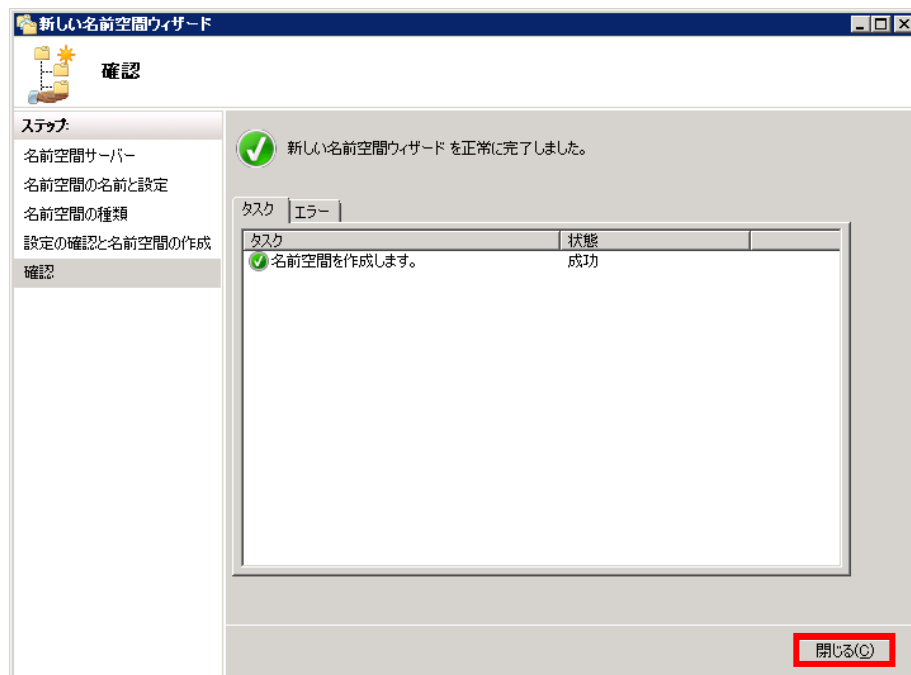 新しい名前空間ウィザード
確認
ステップ:
名前空間サーバー
名前空間の名前と設定
名前空間の種類
設定の確認と名前空間の作成
確認
新しい名前空間ウィザード を正常に完了しました。
タスク エラー
タスク 状態
名前空間を作成します。 成功
閉じる(C)